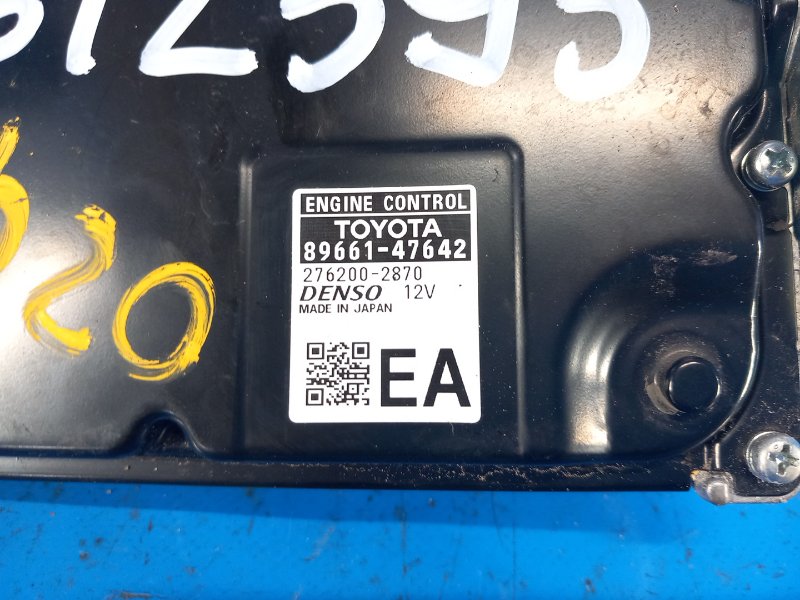 ENGINE CONTROL
TOYOTA
89661-47642
276200-2870
DENSO 12V
MADE IN JAPAN
EA